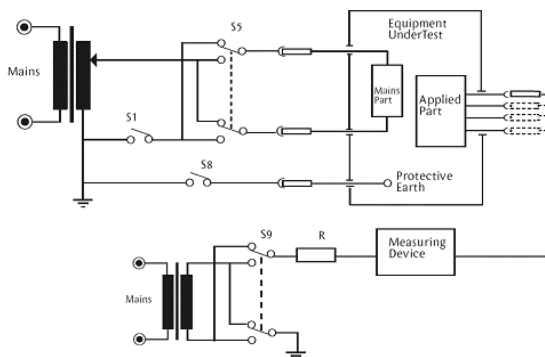 S5
Equipment
UnderTest
Mains
Mains
Part
Applied
Part
S1
S8
Protective
Earth
S9
R
Measuring
Device
Mains